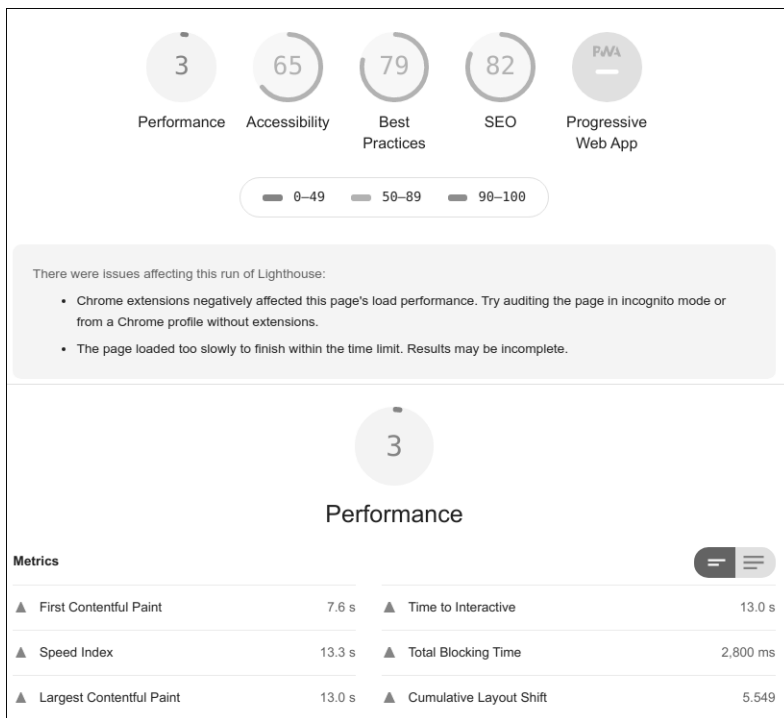 3
65
79
82
PWA
Performance
Accessibility
Best
Practices
SEO
Progressive
Web App
0–49
50–89
90–100
There were issues affecting this run of Lighthouse:
• Chrome extensions negatively affected this page's load performance. Try auditing the page in incognito mode or
from a Chrome profile without extensions.
• The page loaded too slowly to finish within the time limit. Results may be incomplete.
3
Performance
Metrics
First Contentful Paint 7.6 s
Time to Interactive 13.0 s
Speed Index 13.3 s
Total Blocking Time 2,800 ms
Largest Contentful Paint 13.0 s
Cumulative Layout Shift 5.549